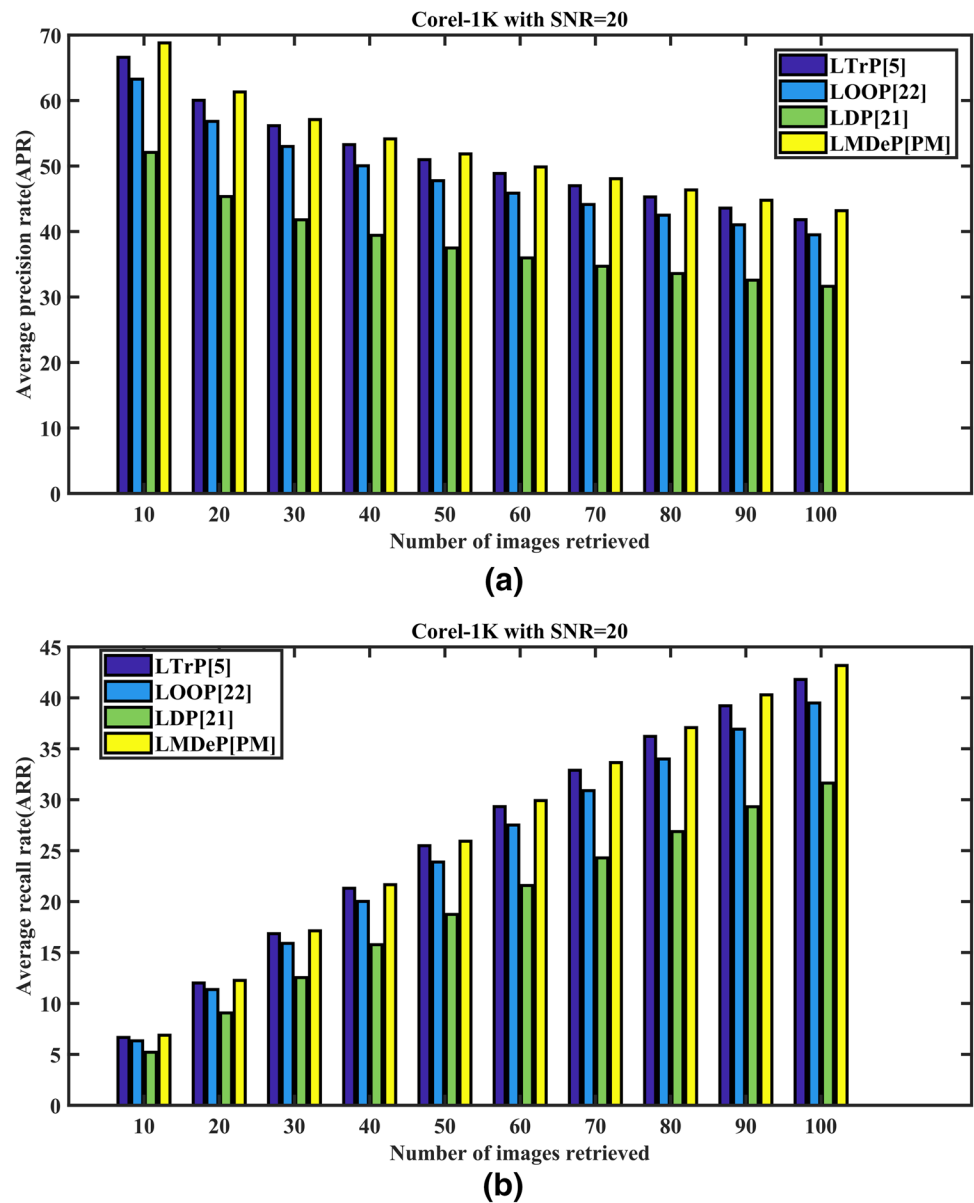 Corel-1K with SNR=20
70
60
50
40
30
20
10
0
Average precision rate(APR)
LTrP[5]
LOOP[22]
LDP[21]
LMDeP[PM]
10 20 30 40 50 60 70 80 90 100
Number of images retrieved
(a)
Corel-1K with SNR=20
45
40
35
30
25
20
15
10
5
0
Average recall rate(ARR)
LTrP[5]
LOOP[22]
LDP[21]
LMDeP[PM]
10 20 30 40 50 60 70 80 90 100
Number of images retrieved
(b)